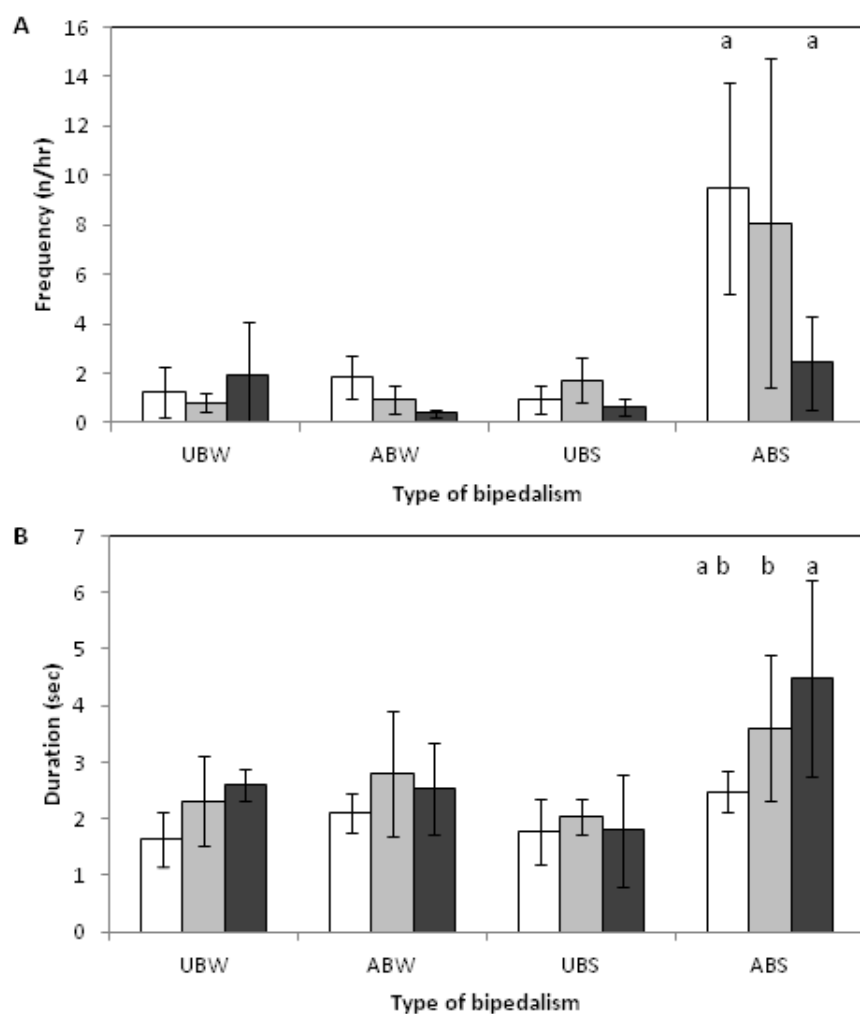 A
16
a a
14
12
10
8
6
4
2
0
Frequency (n/hr)
UBW ABW UBS ABS
Type of bipedalism
B
7
a b b a
6
5
4
3
2
1
0
Duration (sec)
UBW ABW UBS ABS
Type of bipedalism